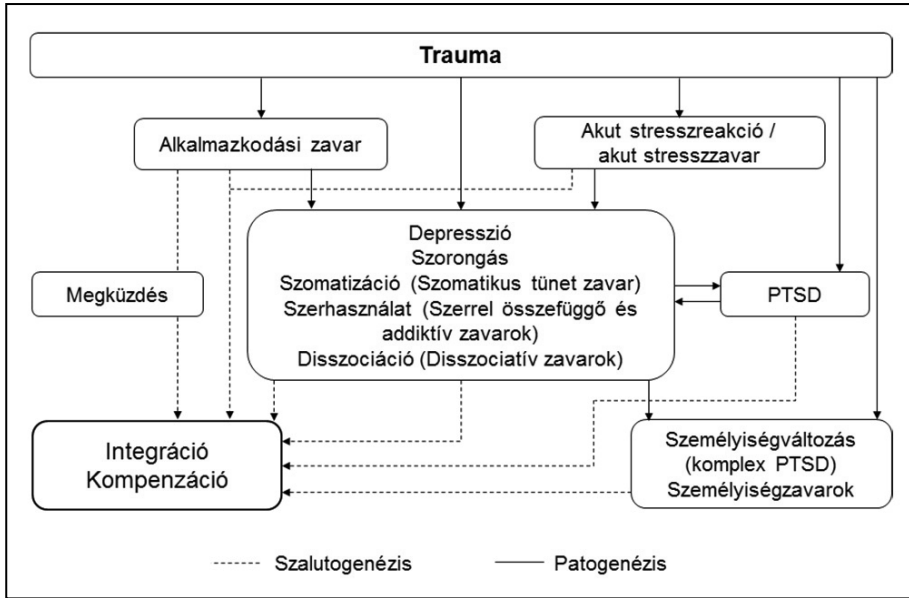 Trauma
Alkalmazkodási zavar
Akut stresszreakció /
akut stresszzavar
Depresszió
Szorongás
Szomatizáció (Szomatikus tünet zavar)
Szerhasználat (Szerrel összefüggő és
addiktív zavarok)
Disszociáció (Disszociatív zavarok)
Megküzdés
PTSD
Integráció
Kompenzáció
Személyiségváltozás
(komplex PTSD)
Személyiségzavarok
Szalutogenézis
Patogenézis